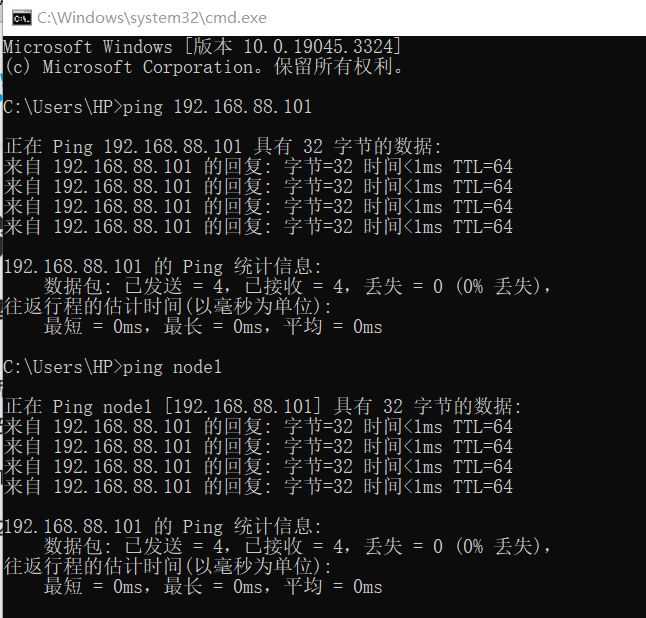 C:\Windows\system32\cmd.exe
Microsoft Windows [版本 10.0.19045.3324]
(c) Microsoft Corporation。保留所有权利。
C:\Users\HP>ping 192.168.88.101
正在 Ping 192.168.88.101 具有 32 字节的数据:
来自 192.168.88.101 的回复: 字节=32 时间<1ms TTL=64
来自 192.168.88.101 的回复: 字节=32 时间<1ms TTL=64
来自 192.168.88.101 的回复: 字节=32 时间<1ms TTL=64
来自 192.168.88.101 的回复: 字节=32 时间<1ms TTL=64
192.168.88.101 的 Ping 统计信息:
数据包: 已发送 = 4，已接收 = 4，丢失 = 0 (0% 丢失)，
往返行程的估计时间(以毫秒为单位):
最短 = 0ms，最长 = 0ms，平均 = 0ms
C:\Users\HP>ping node1
正在 Ping node1 [192.168.88.101] 具有 32 字节的数据:
来自 192.168.88.101 的回复: 字节=32 时间<1ms TTL=64
来自 192.168.88.101 的回复: 字节=32 时间<1ms TTL=64
来自 192.168.88.101 的回复: 字节=32 时间<1ms TTL=64
来自 192.168.88.101 的回复: 字节=32 时间<1ms TTL=64
192.168.88.101 的 Ping 统计信息:
数据包: 已发送 = 4，已接收 = 4，丢失 = 0 (0% 丢失)，
往返行程的估计时间(以毫秒为单位):
最短 = 0ms，最长 = 0ms，平均 = 0ms